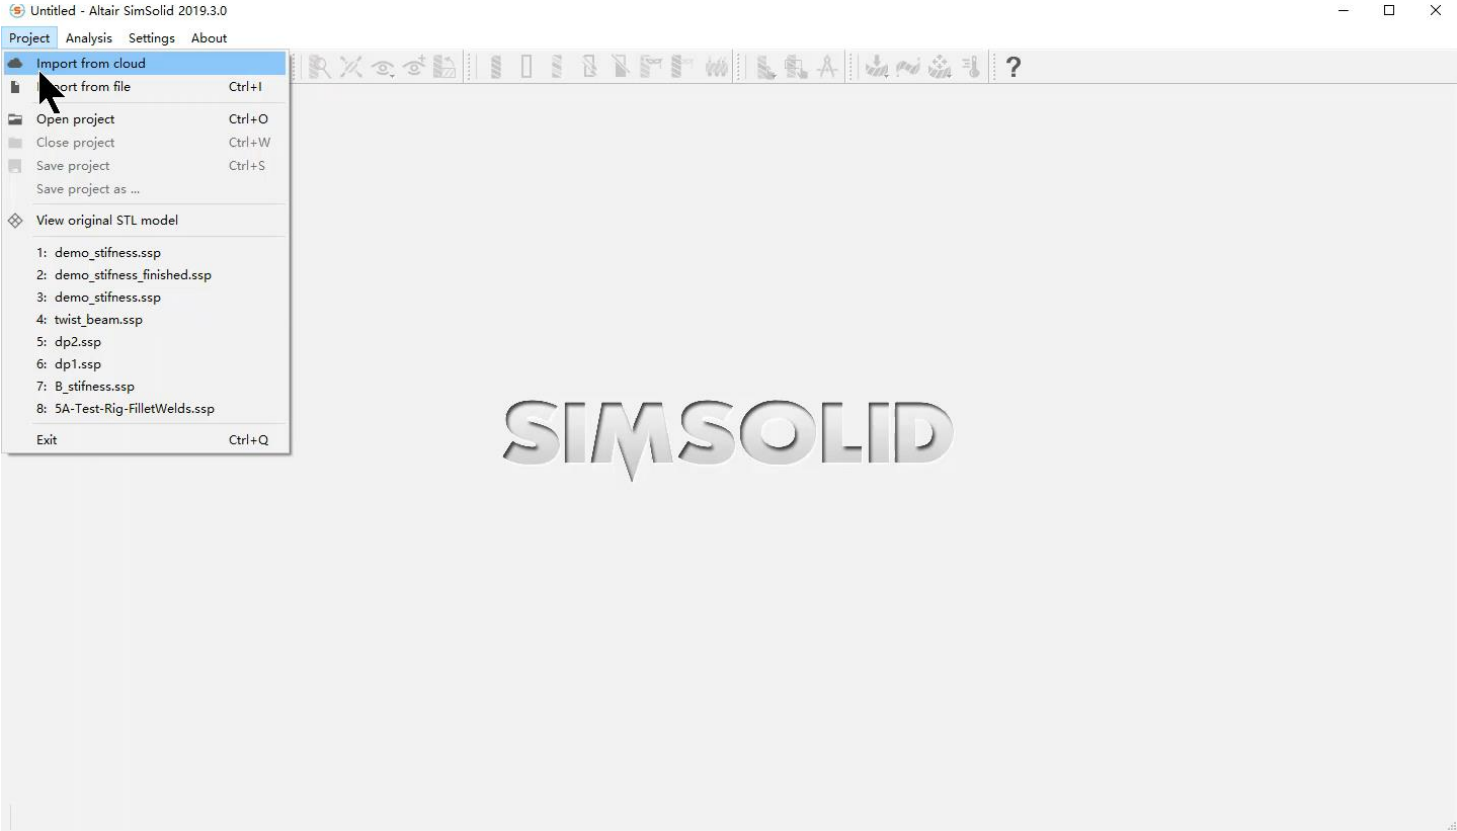 Untitled - Altair SimSolid 2019.3.0
Project Analysis Settings About
Import from cloud
port from file Ctrl+I
Open project Ctrl+O
Close project Ctrl+W
Save project Ctrl+S
Save project as ...
View original STL model
1: demo_stifness.ssp
2: demo_stifness_finished.ssp
3: demo_stifness.ssp
4: twist_beam.ssp
5: dp2.ssp
6: dp1.ssp
7: B_stifness.ssp
8: 5A-Test-Rig-FilletWelds.ssp
Exit Ctrl+Q
SIMSOLID